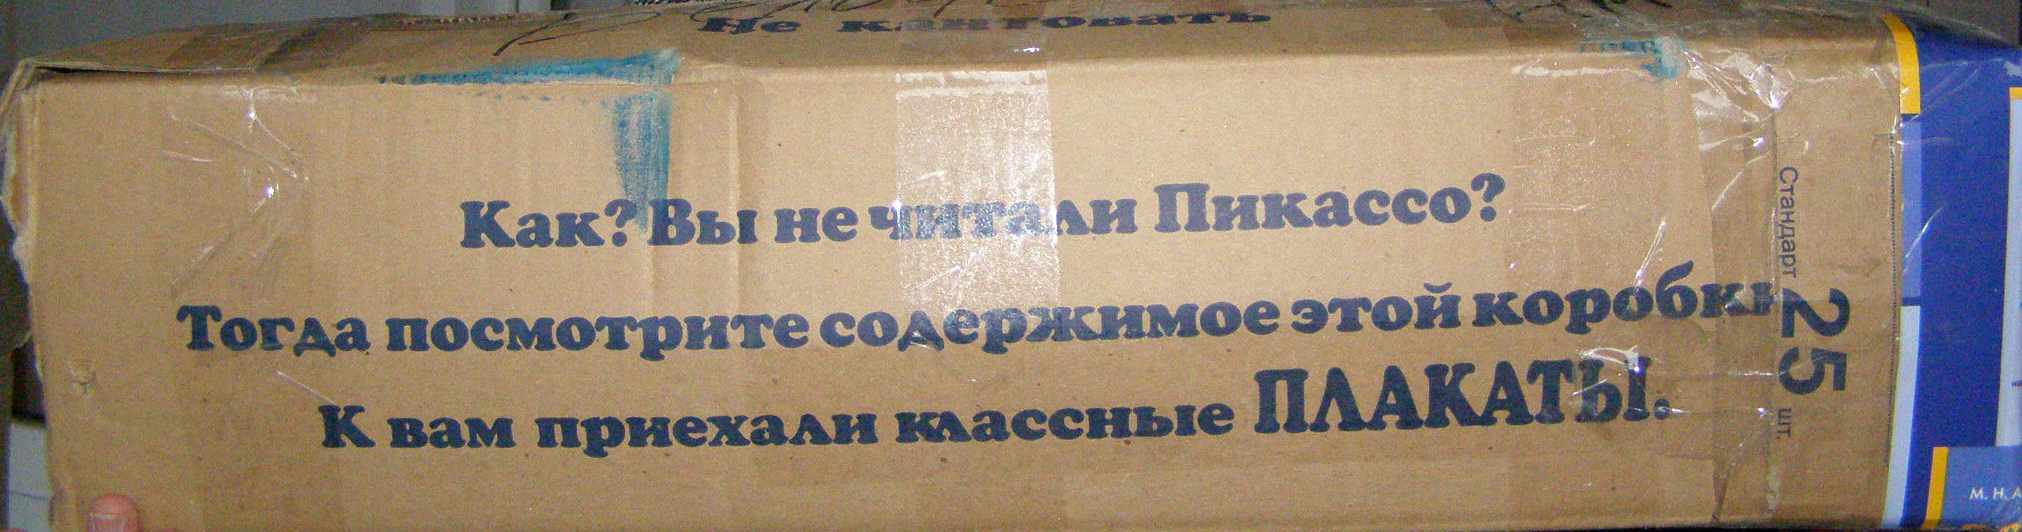 Не кантовать
Как? Вы не читали Пикассо?
Тогда посмотрите содержимое этой коробки
К вам приехали классные ПЛАКАТЫ.
Стандарт 25 шт.
М. Н. А